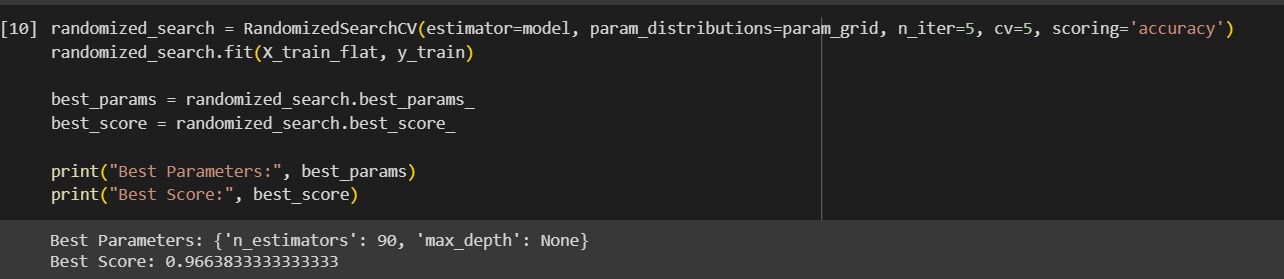 [10] randomized_search = RandomizedSearchCV(estimator=model, param_distributions=param_grid, n_iter=5, cv=5, scoring='accuracy')
randomized_search.fit(X_train_flat, y_train)
best_params = randomized_search.best_params_
best_score = randomized_search.best_score_
print("Best Parameters:", best_params)
print("Best Score:", best_score)
Best Parameters: {'n_estimators': 90, 'max_depth': None}
Best Score: 0.9663833333333333